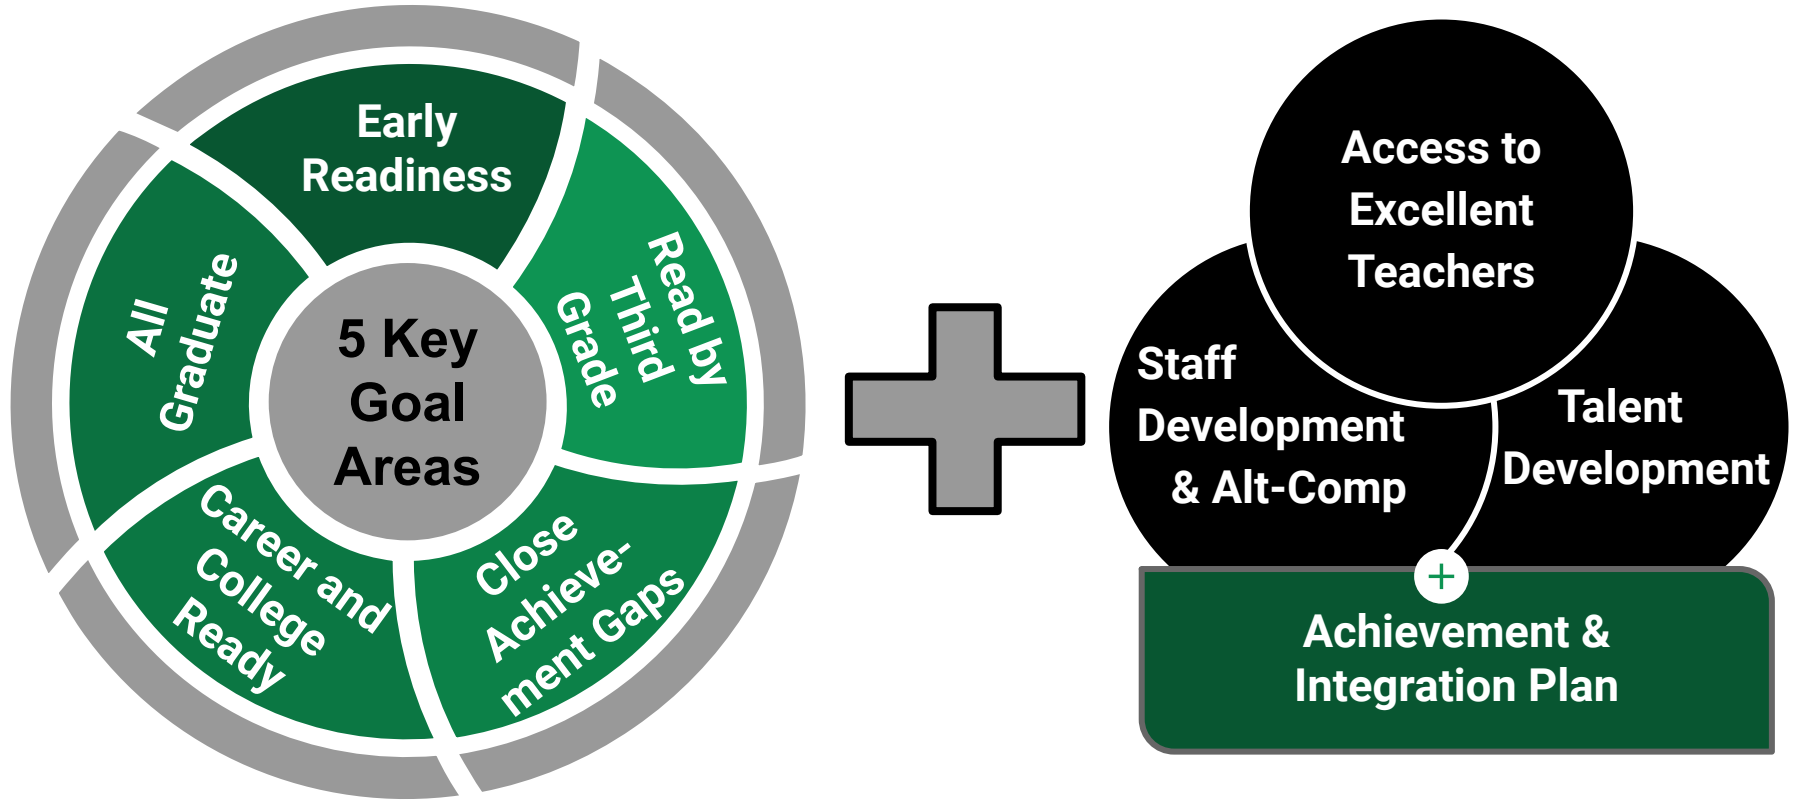 Early
Readiness
Read by
Third
Grade
Close
Achieve-
ment Gaps
Career and
College
Ready
All
Graduate
5 Key
Goal
Areas
Access to
Excellent
Teachers
Staff
Development
& Alt-Comp
Talent
Development
+
Achievement &
Integration Plan